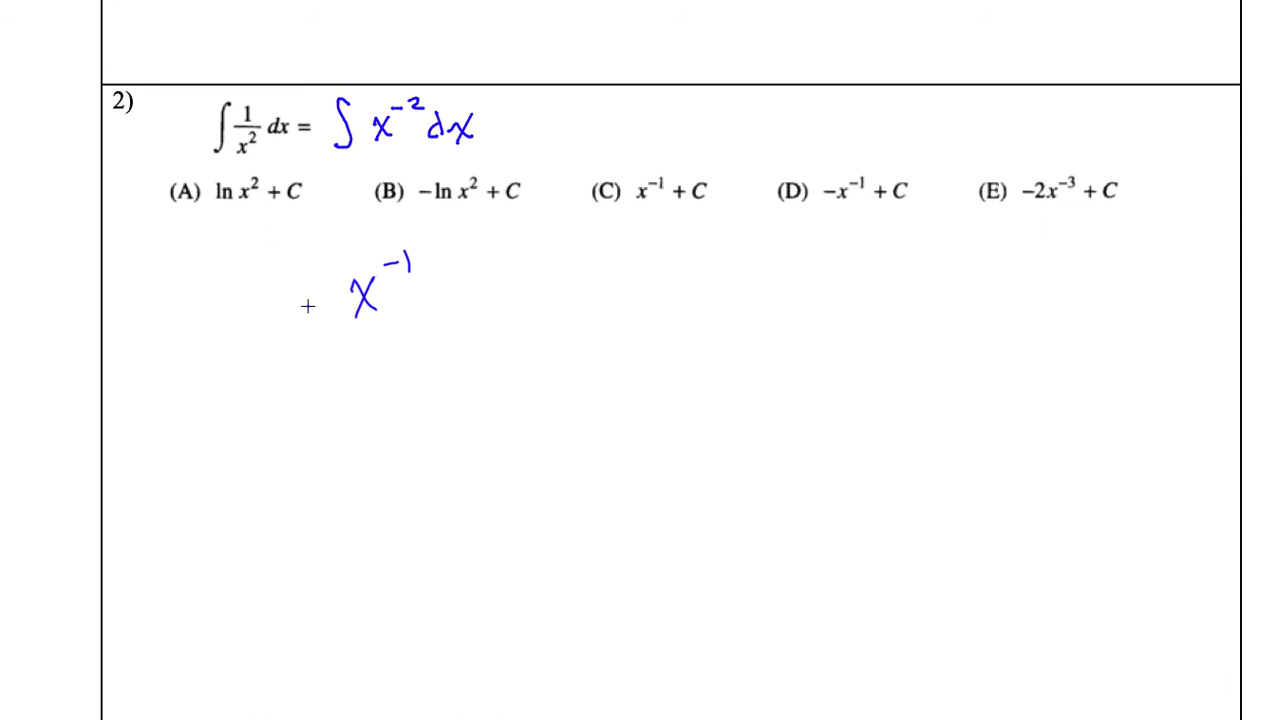 2)
∫ 1/x² dx = ∫ x⁻² dx
(A) ln x² + C (B) −ln x² + C (C) x⁻¹ + C (D) −x⁻¹ + C (E) −2x⁻³ + C
x⁻¹